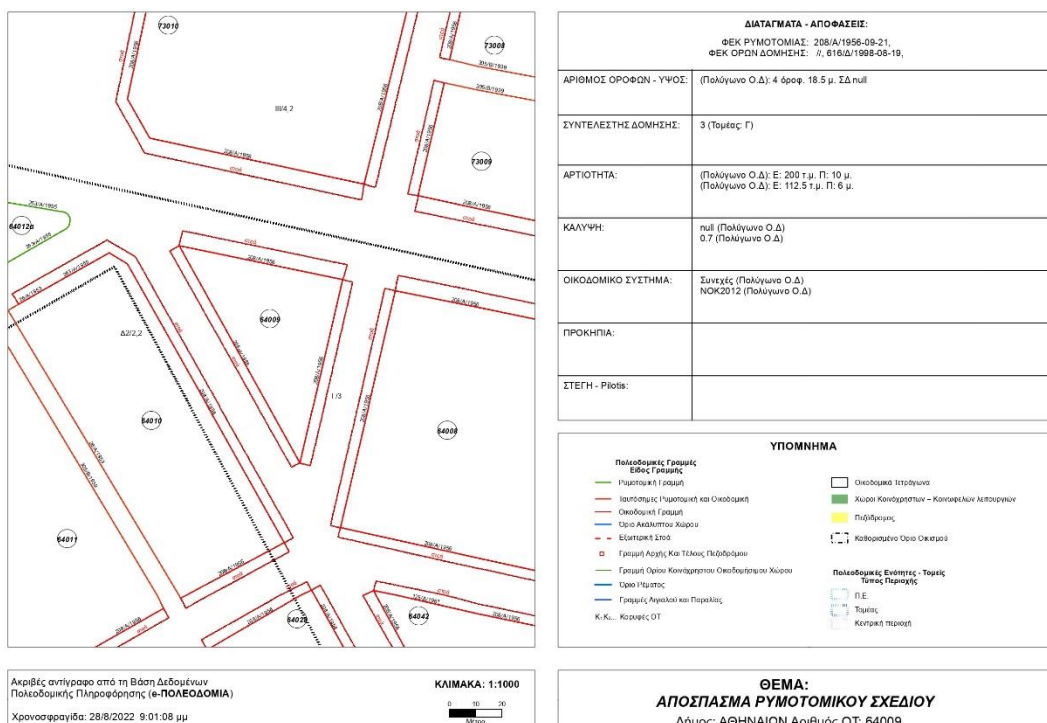 73010
73008
73009
64012α
64009
64010
64008
64011
64029
64042
III/4,2
Δ2/2,2
Ι /3
208/Α/1956
στοά
ΔΙΑΤΑΓΜΑΤΑ - ΑΠΟΦΑΣΕΙΣ:
ΦΕΚ ΡΥΜΟΤΟΜΙΑΣ: 208/Α/1956-09-21,
ΦΕΚ ΟΡΩΝ ΔΟΜΗΣΗΣ: //, 616/Δ/1998-08-19,
ΑΡΙΘΜΟΣ ΟΡΟΦΩΝ - ΥΨΟΣ: (Πολύγωνο Ο.Δ): 4 όροφ. 18.5 μ. ΣΔ null
ΣΥΝΤΕΛΕΣΤΗΣ ΔΟΜΗΣΗΣ: 3 (Τομέας: Γ)
ΑΡΤΙΟΤΗΤΑ: (Πολύγωνο Ο.Δ): Ε: 200 τ.μ. Π: 10 μ.
(Πολύγωνο Ο.Δ): Ε: 112.5 τ.μ. Π: 6 μ.
ΚΑΛΥΨΗ: null (Πολύγωνο Ο.Δ)
0.7 (Πολύγωνο Ο.Δ)
ΟΙΚΟΔΟΜΙΚΟ ΣΥΣΤΗΜΑ: Συνεχές (Πολύγωνο Ο.Δ)
ΝΟΚ2012 (Πολύγωνο Ο.Δ)
ΠΡΟΚΗΠΙΑ:
ΣΤΕΓΗ - Pilotis:
ΥΠΟΜΝΗΜΑ
Πολεοδομικές Γραμμές
Είδος Γραμμής
Ρυμοτομική Γραμμή
Ταυτόσημες Ρυμοτομική και Οικοδομική
Οικοδομική Γραμμή
Όριο Ακάλυπτου Χώρου
Εξωτερική Στοά
Γραμμή Αρχής Και Τέλους Πεζοδρόμου
Γραμμή Ορίου Κοινόχρηστου Οικοδομήσιμου Χώρου
Όριο Ρέματος
Γραμμές Αιγιαλού και Παραλίας
Κ₁Κ₂... Κορυφές ΟΤ
Οικοδομικά Τετράγωνα
Χώροι Κοινόχρηστων – Κοινωφελών λειτουργιών
Πεζόδρομος
Καθορισμένο Όριο Οικισμού
Πολεοδομικές Ενότητες - Τομείς
Τύπος Περιοχής
Π.Ε.
Τομέας
Κεντρική περιοχή
Ακριβές αντίγραφο από τη Βάση Δεδομένων
Πολεοδομικής Πληροφόρησης (e-ΠΟΛΕΟΔΟΜΙΑ)
Χρονοσφραγίδα: 28/8/2022 9:01:08 μμ
ΚΛΙΜΑΚΑ: 1:1000
0 10 20
Μέτρα
ΘΕΜΑ:
ΑΠΟΣΠΑΣΜΑ ΡΥΜΟΤΟΜΙΚΟΥ ΣΧΕΔΙΟΥ
Δήμος: ΑΘΗΝΑΙΩΝ Αριθμός ΟΤ: 64009